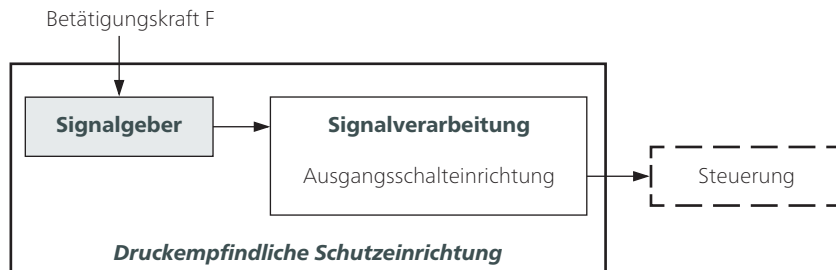 Betätigungskraft F
Signalgeber
Signalverarbeitung
Ausgangsschalteinrichtung
Steuerung
Druckempfindliche Schutzeinrichtung